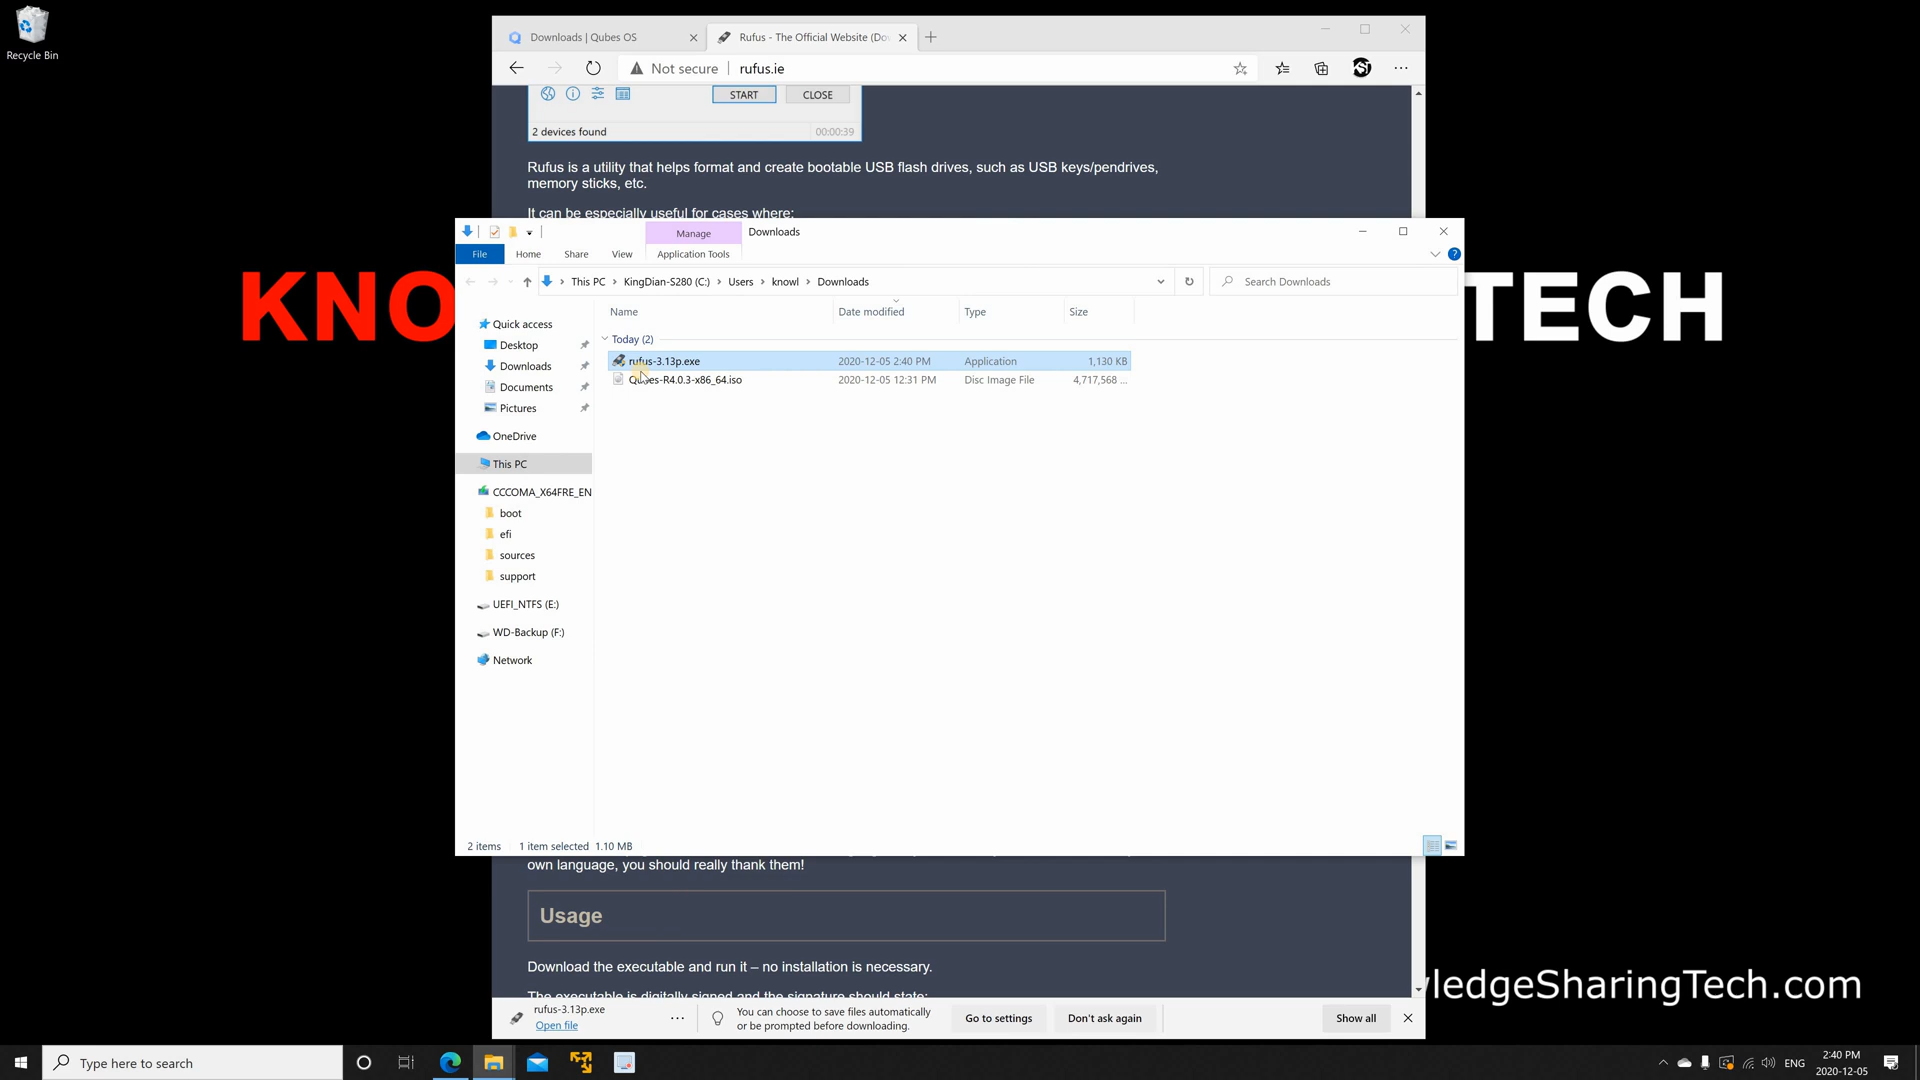 Recycle Bin
Downloads | Qubes OS
Rufus - The Official Website (Do
Not secure
rufus.ie
START
CLOSE
2 devices found
00:00:39
Rufus is a utility that helps format and create bootable USB flash drives, such as USB keys/pendrives,
memory sticks, etc.
It can be especially useful for cases where:
KNO
TECH
Manage
Downloads
File
Home
Share
View
Application Tools
This PC
KingDian-S280 (C:)
Users
knowl
Downloads
Search Downloads
Name
Date modified
Type
Size
Today (2)
rufus-3.13p.exe
2020-12-05 2:40 PM
Application
1,130 KB
Qubes-R4.0.3-x86_64.iso
2020-12-05 12:31 PM
Disc Image File
4,717,568 ...
Quick access
Desktop
Downloads
Documents
Pictures
OneDrive
This PC
CCCOMA_X64FRE_EN
boot
efi
sources
support
UEFI_NTFS (E:)
WD-Backup (F:)
Network
2 items
1 item selected 1.10 MB
own language, you should really thank them!
Usage
Download the executable and run it – no installation is necessary.
The executable is digitally signed and the signature should state:
rufus-3.13p.exe
Open file
You can choose to save files automatically
or be prompted before downloading.
Go to settings
Don't ask again
Show all
ledgeSharingTech.com
Type here to search
ENG
2:40 PM
2020-12-05